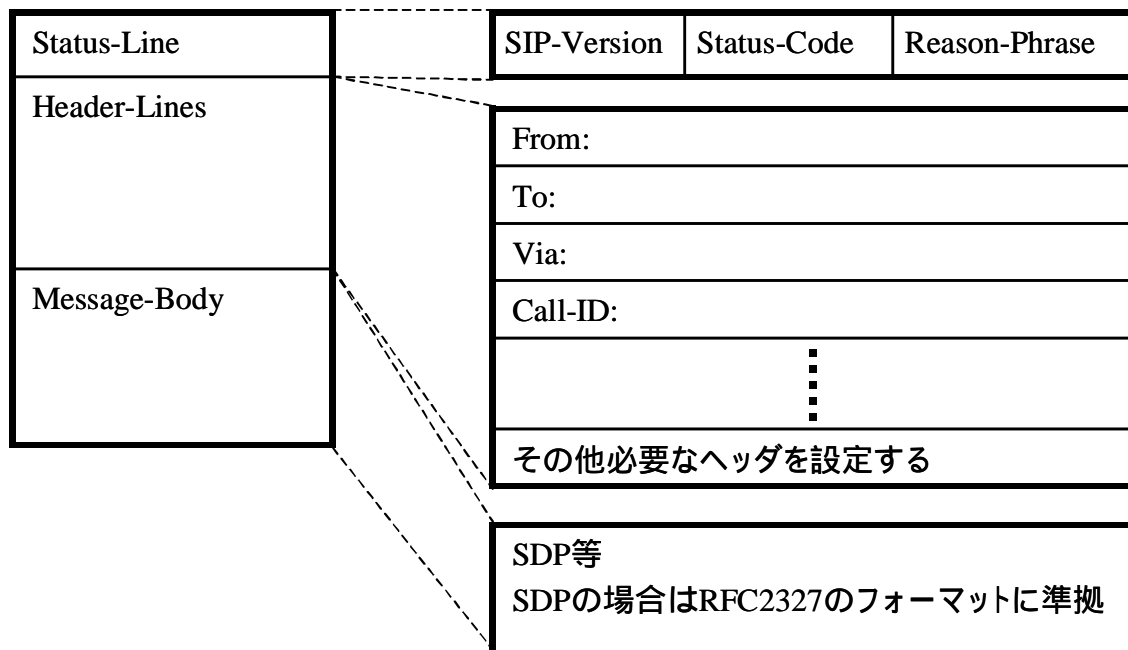 Status-Line
Header-Lines
Message-Body
SIP-Version Status-Code Reason-Phrase
From:
To:
Via:
Call-ID:
その他必要なヘッダを設定する
SDP等
SDPの場合はRFC2327のフォーマットに準拠